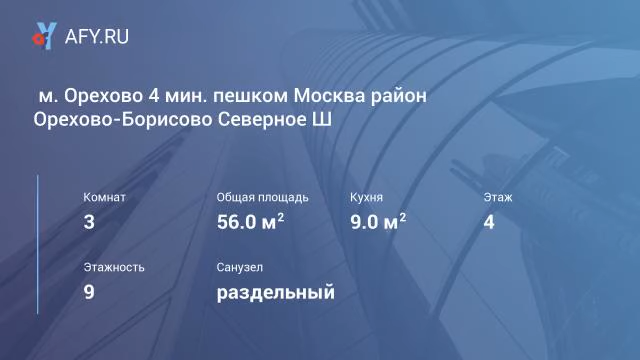 AFY.RU
м. Орехово 4 мин. пешком Москва район
Орехово-Борисово Северное Ш
Комнат
3
Общая площадь
56.0 м²
Кухня
9.0 м²
Этаж
4
Этажность
9
Санузел
раздельный